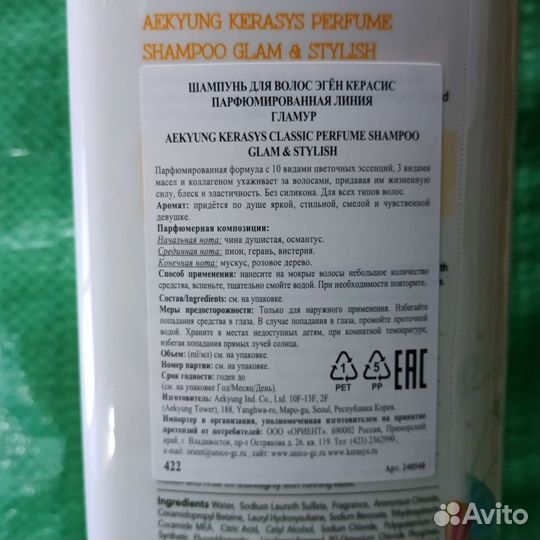 AEKYUNG KERASYS PERFUME
SHAMPOO GLAM & STYLISH
ШАМПУНЬ ДЛЯ ВОЛОС ЭГЁН КЕРАСИС
ПАРФЮМИРОВАННАЯ ЛИНИЯ
ГЛАМУР
AEKYUNG KERASYS CLASSIC PERFUME SHAMPOO
GLAM & STYLISH
Парфюмированная формула с 10 видами цветочных эссенций, 3 видами
масел и коллагеном ухаживает за волосами, придавая им жизненную
силу, блеск и эластичность. Без силикона. Для всех типов волос.
Аромат: придётся по душе яркой, стильной, смелой и чувственной
девушке.
Парфюмерная композиция:
Начальная нота: чина душистая, османтус.
Срединная нота: пион, герань, вистерия.
Конечная нота: мускус, розовое дерево.
Способ применения: нанесите на мокрые волосы небольшое количество
средства, вспеньте, тщательно смойте водой. При необходимости повторите.
Состав/Ingredients: см. на упаковке.
Меры предосторожности: Только для наружного применения. Избегайте
попадания средства в глаза. В случае попадания в глаза, промойте проточной
водой. Храните в местах недоступных детям, при комнатной температуре,
избегая попадания прямых лучей солнца.
Объем: (ml/мл) см. на упаковке.
Номер партии: см. на упаковке.
Срок годности: годен до
(см. на упаковке Год/Месяц/День).
1 PET 5 PP EAC
Изготовитель: Aekyung Ind. Co., Ltd. 10F-13F, 2F
(Aekyung Tower), 188, Yanghwa-ro, Mapo-gu, Seoul, Республика Корея.
Импортер и организация, уполномоченная изготовителем на принятие
претензий от потребителей: ООО «ОРИЕНТ». 690002 Россия, Приморский
край, г. Владивосток, пр-т Острякова д. 26. кв. 119. Тел: (423) 2362990 ,
e-mail: orient@unico-gc.ru www.unico-gc.ru www.kerasys.ru
422 Арт. 240540
Ingredients Water, Sodium Laureth Sulfate, Fragrance, Ammonium Chloride,
Cocamidopropyl Betaine, Lauryl Hydroxysultaine, Sodium Benzoate,
Cocamide MEA, Citric Acid, Cetyl Alcohol, Sodium Chloride,
Avito